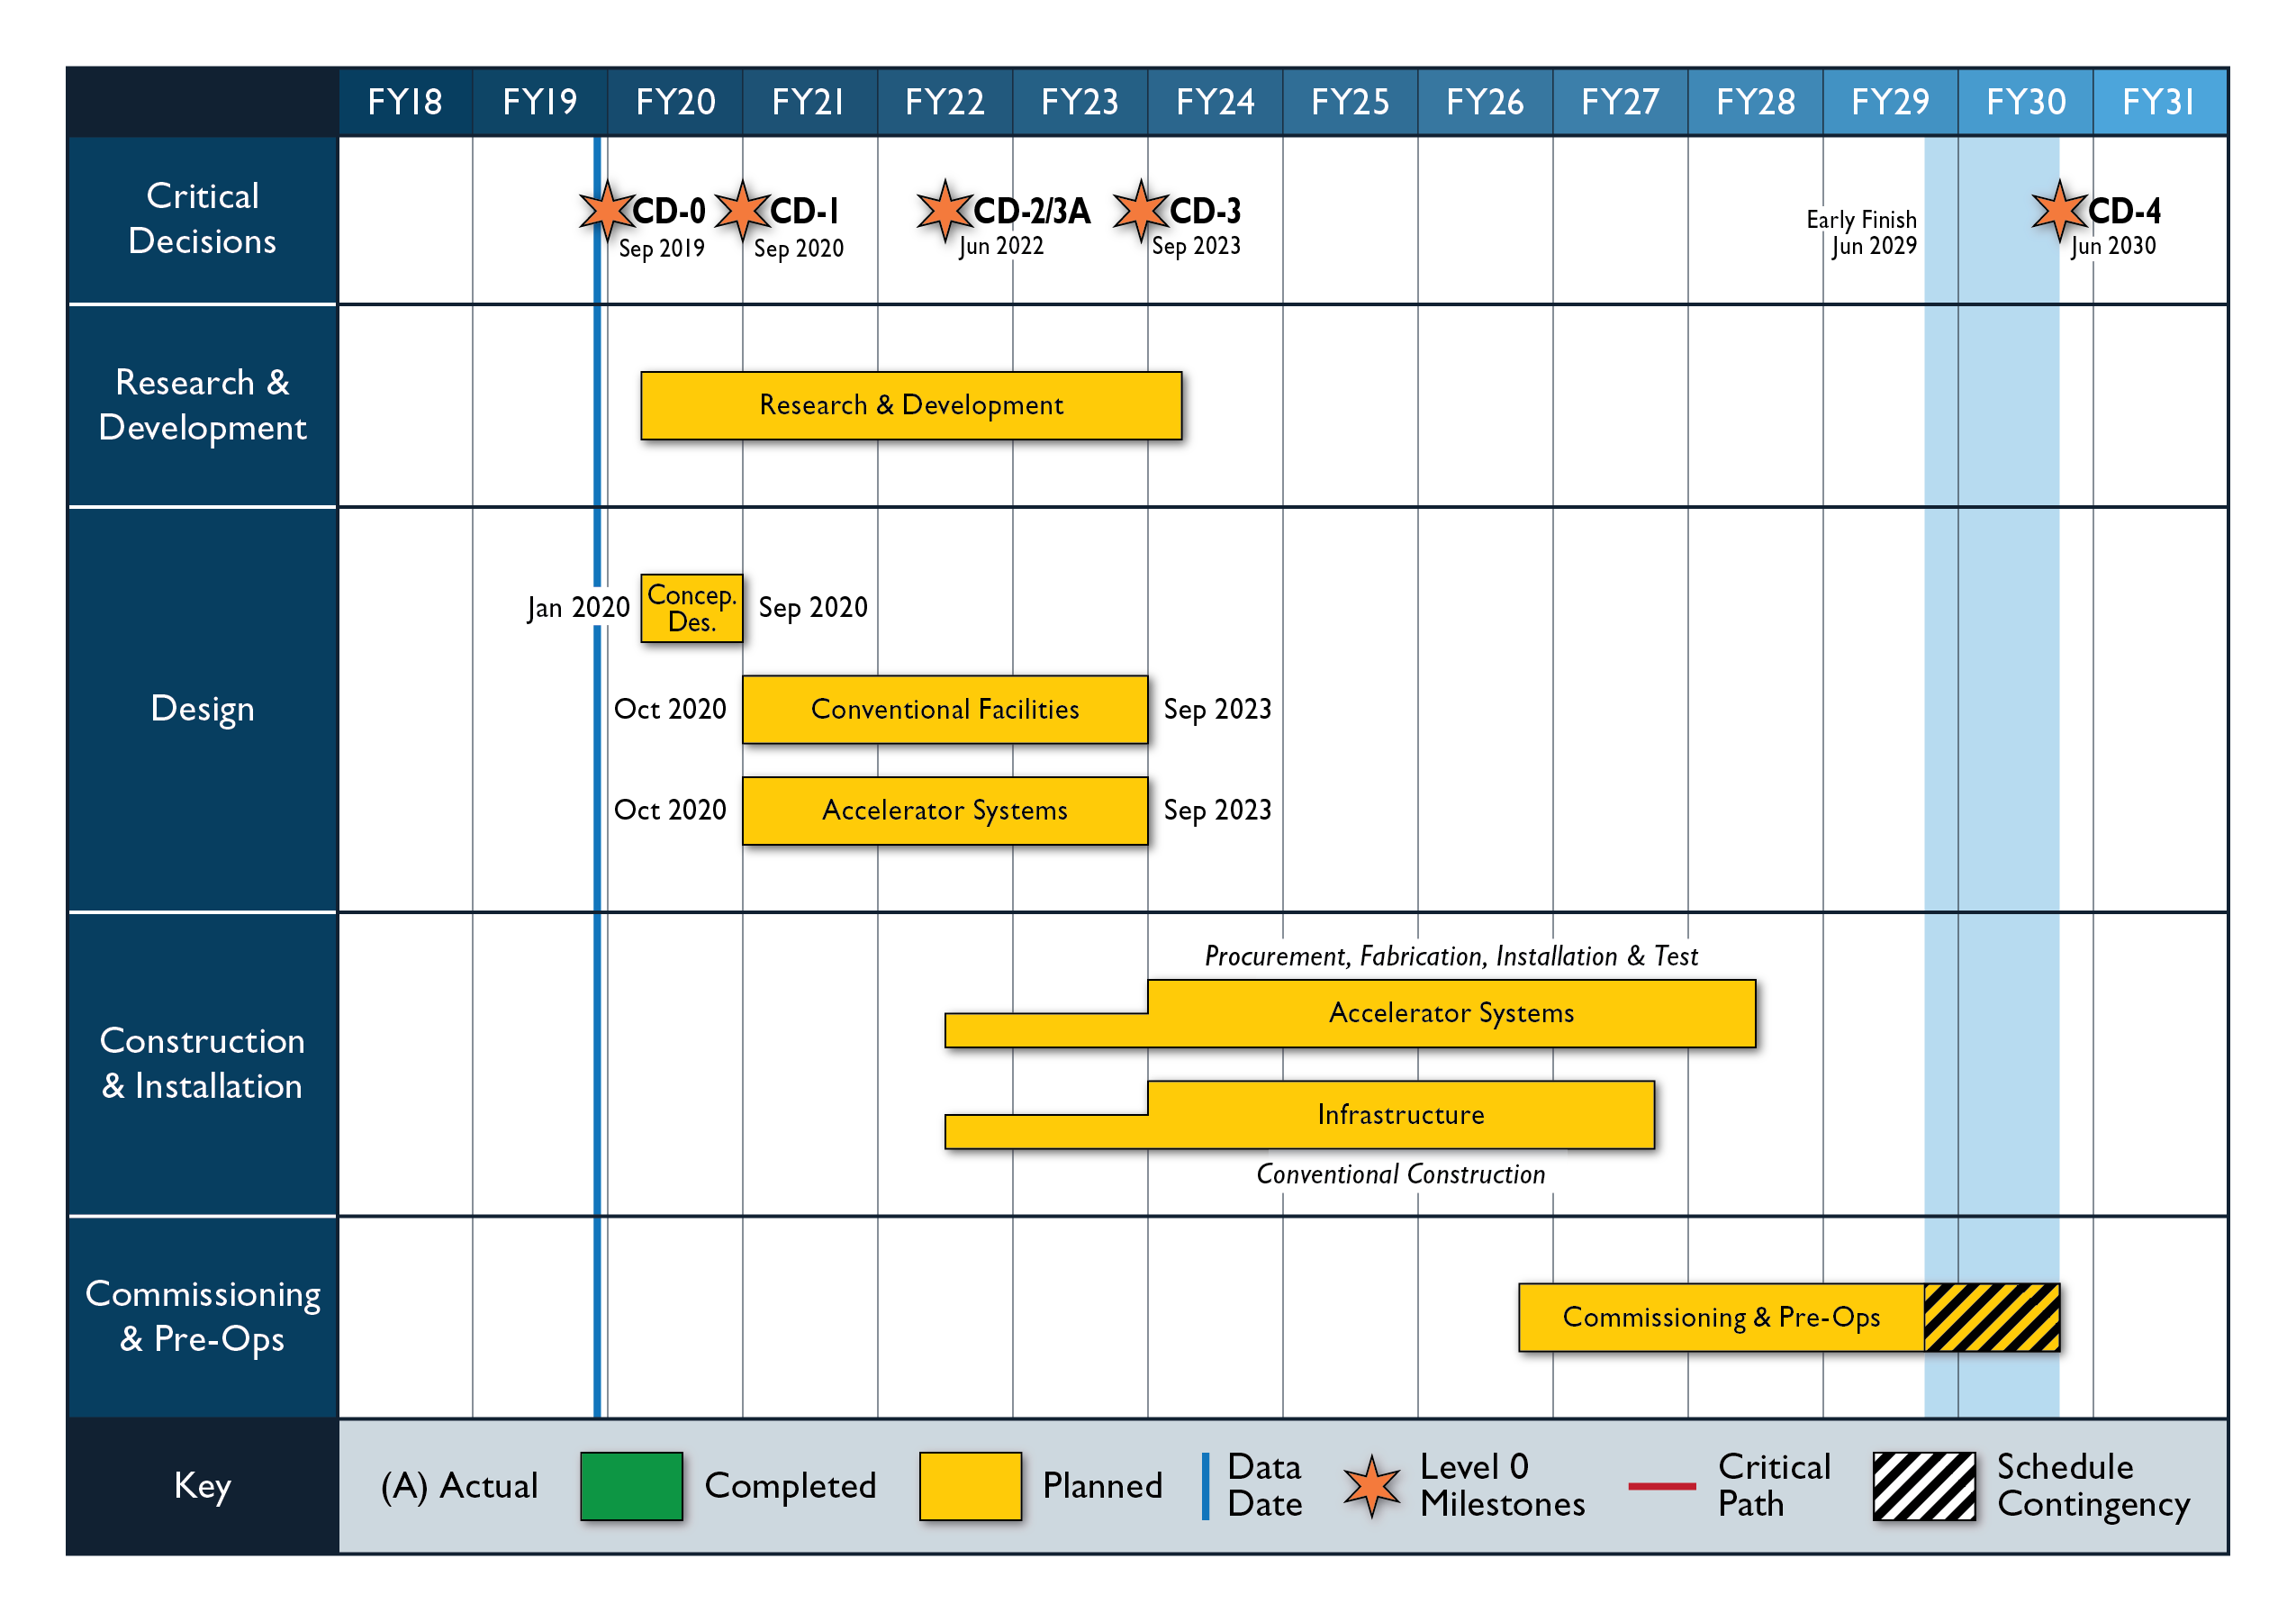 FY18 FY19 FY20 FY21 FY22 FY23 FY24 FY25 FY26 FY27 FY28 FY29 FY30 FY31
Critical
Decisions
CD-0
Sep 2019
CD-1
Sep 2020
CD-2/3A
Jun 2022
CD-3
Sep 2023
Early Finish
Jun 2029
CD-4
Jun 2030
Research &
Development
Research & Development
Design
Jan 2020
Concep.
Des.
Sep 2020
Oct 2020
Conventional Facilities
Sep 2023
Oct 2020
Accelerator Systems
Sep 2023
Construction
& Installation
Procurement, Fabrication, Installation & Test
Accelerator Systems
Infrastructure
Conventional Construction
Commissioning
& Pre-Ops
Commissioning & Pre-Ops
Key
(A) Actual
Completed
Planned
Data
Date
Level 0
Milestones
Critical
Path
Schedule
Contingency